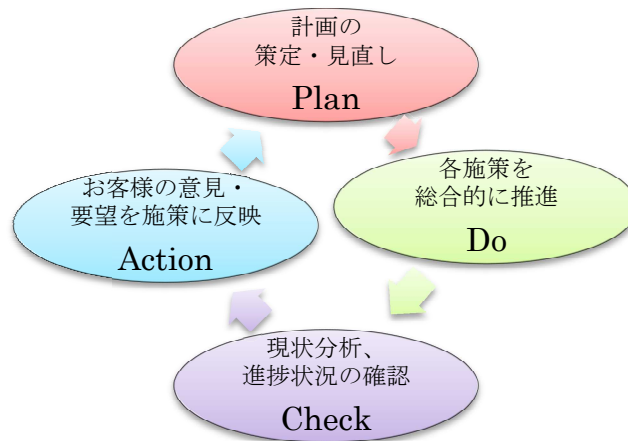 計画の
策定・見直し
Plan
各施策を
総合的に推進
Do
現状分析、
進捗状況の確認
Check
お客様の意見・
要望を施策に反映
Action